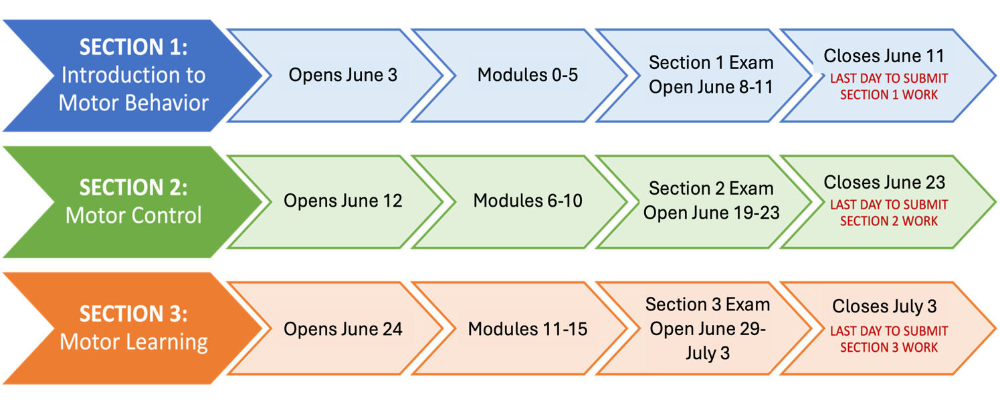 SECTION 1:
Introduction to
Motor Behavior
Opens June 3
Modules 0-5
Section 1 Exam
Open June 8-11
Closes June 11
LAST DAY TO SUBMIT
SECTION 1 WORK
SECTION 2:
Motor Control
Opens June 12
Modules 6-10
Section 2 Exam
Open June 19-23
Closes June 23
LAST DAY TO SUBMIT
SECTION 2 WORK
SECTION 3:
Motor Learning
Opens June 24
Modules 11-15
Section 3 Exam
Open June 29-
July 3
Closes July 3
LAST DAY TO SUBMIT
SECTION 3 WORK